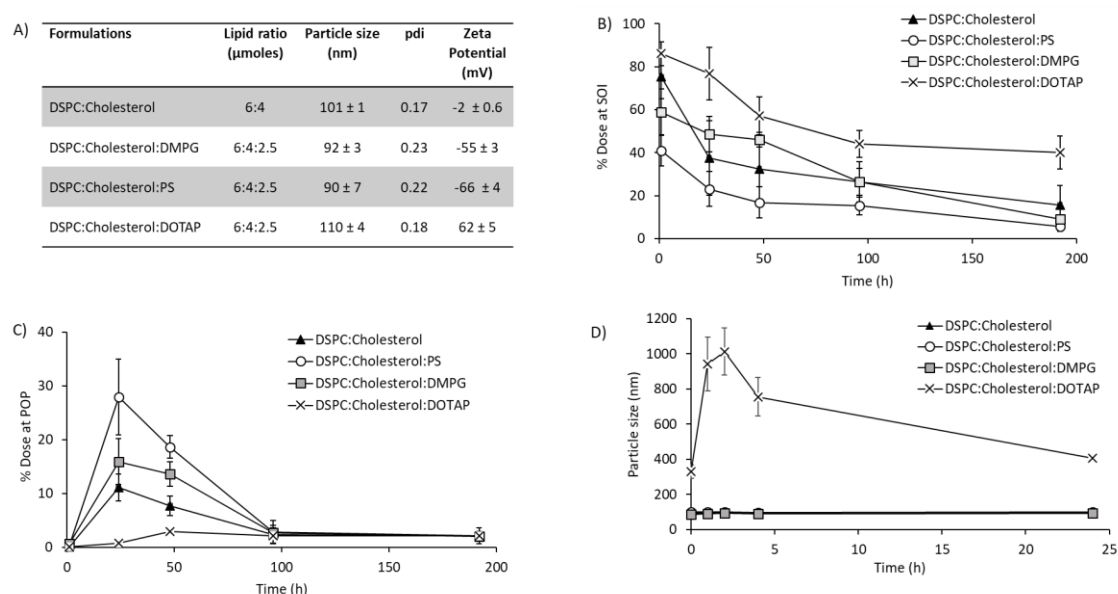 A)
Formulations Lipid ratio (µmoles) Particle size (nm) pdi Zeta Potential (mV)
DSPC:Cholesterol 6:4 101 ± 1 0.17 -2 ± 0.6
DSPC:Cholesterol:DMPG 6:4:2.5 92 ± 3 0.23 -55 ± 3
DSPC:Cholesterol:PS 6:4:2.5 90 ± 7 0.22 -66 ± 4
DSPC:Cholesterol:DOTAP 6:4:2.5 110 ± 4 0.18 62 ± 5
B)
DSPC:Cholesterol
DSPC:Cholesterol:PS
DSPC:Cholesterol:DMPG
DSPC:Cholesterol:DOTAP
% Dose at SOI
100
80
60
40
20
0
0 50 100 150 200
Time (h)
C)
DSPC:Cholesterol
DSPC:Cholesterol:PS
DSPC:Cholesterol:DMPG
DSPC:Cholesterol:DOTAP
% Dose at POP
40
30
20
10
0
0 50 100 150 200
Time (h)
D)
DSPC:Cholesterol
DSPC:Cholesterol:PS
DSPC:Cholesterol:DMPG
DSPC:Cholesterol:DOTAP
Particle size (nm)
1200
1000
800
600
400
200
0
0 5 10 15 20 25
Time (h)